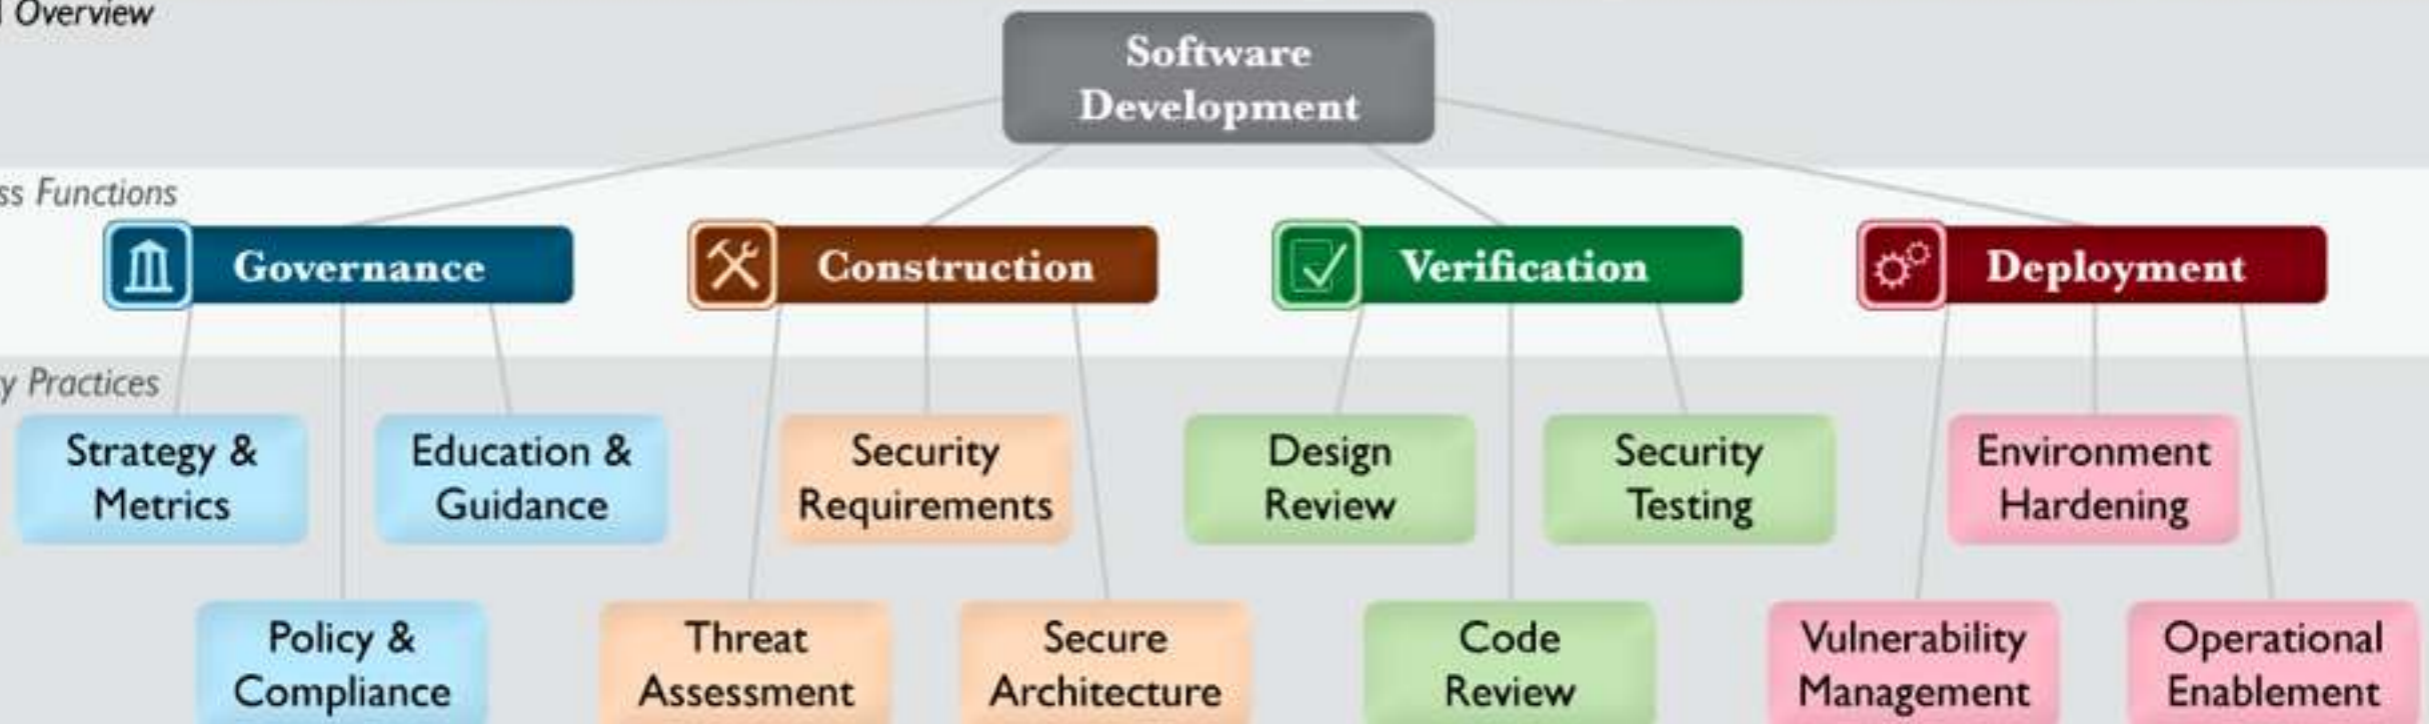 Overview
Software
Development
ss Functions
Governance
Construction
Verification
Deployment
y Practices
Strategy &
Metrics
Education &
Guidance
Security
Requirements
Design
Review
Security
Testing
Environment
Hardening
Policy &
Compliance
Threat
Assessment
Secure
Architecture
Code
Review
Vulnerability
Management
Operational
Enablement